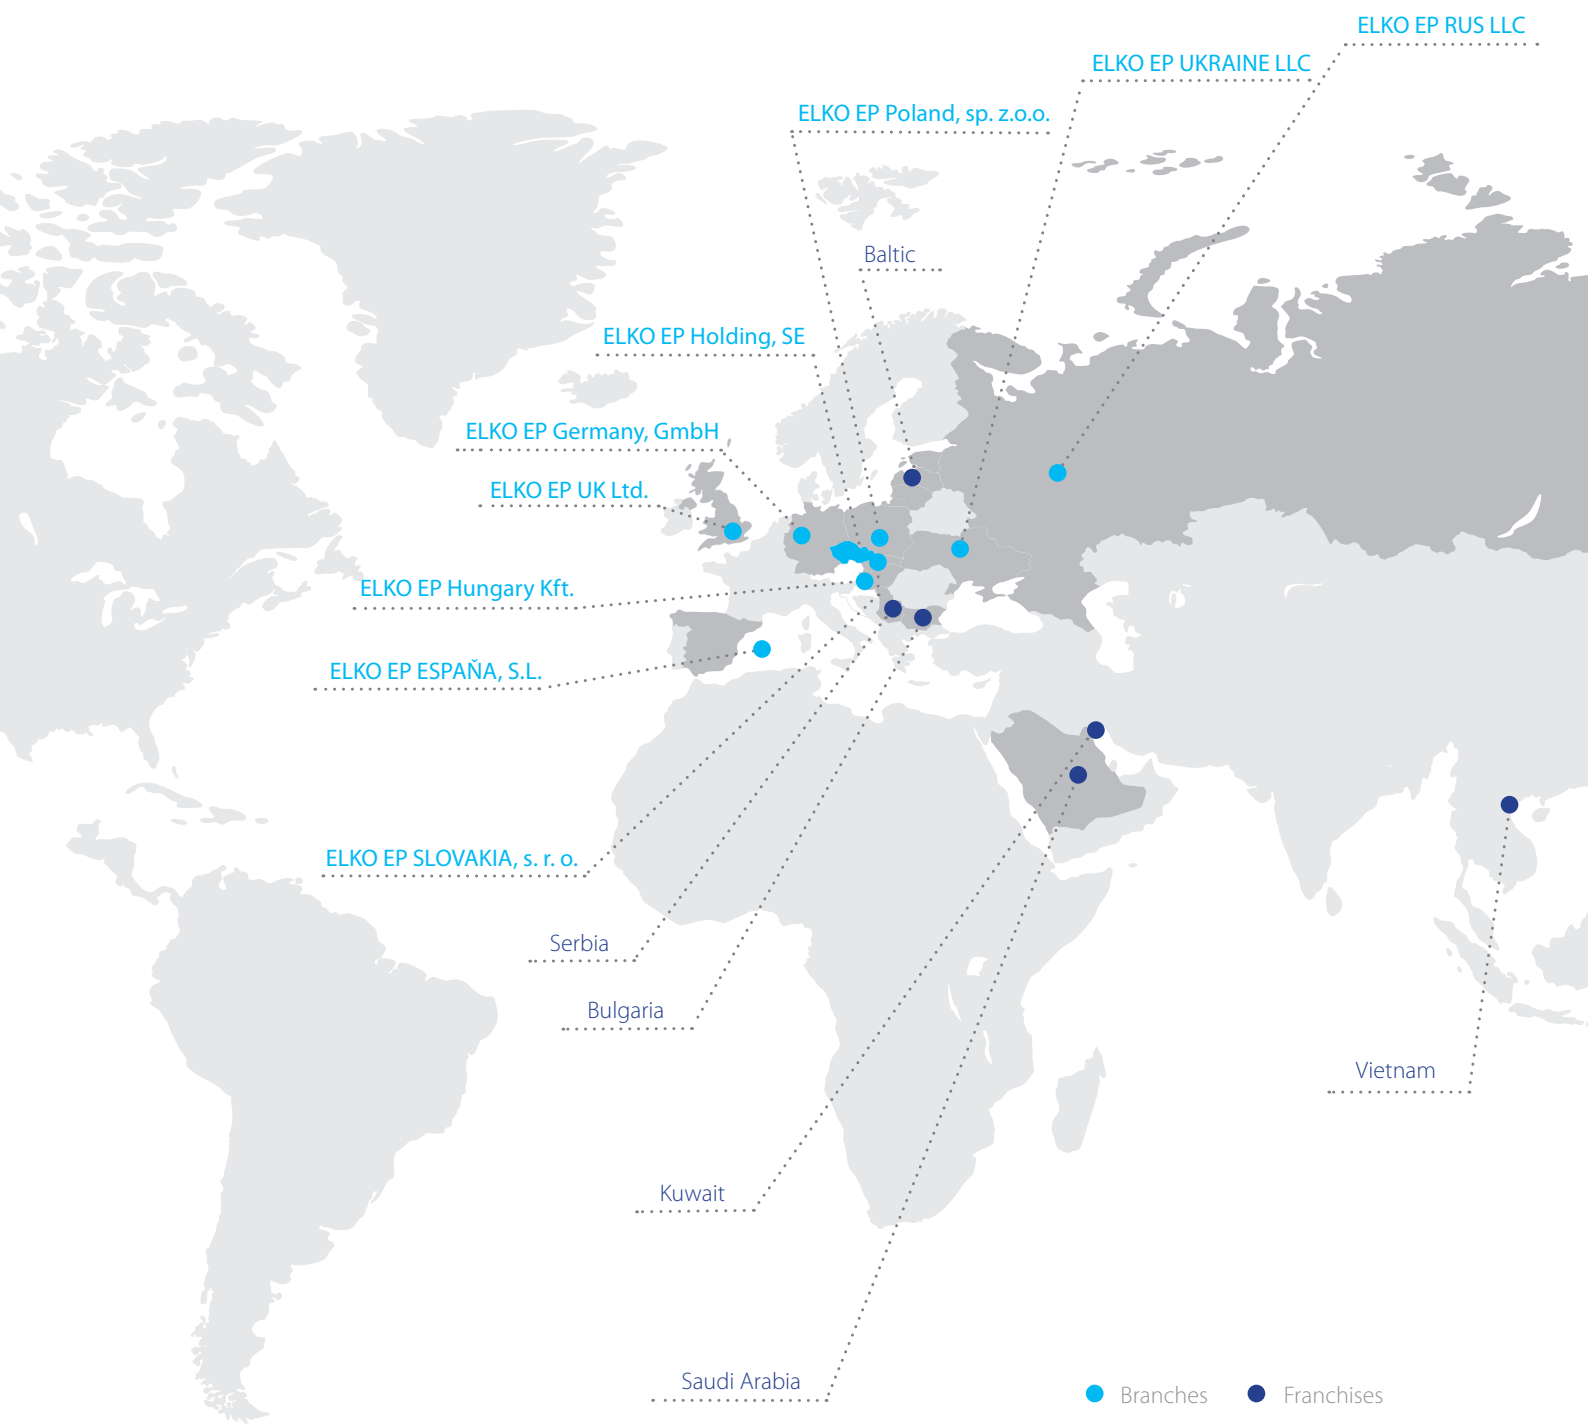 ELKO EP RUS LLC
ELKO EP UKRAINE LLC
ELKO EP Poland, sp. z.o.o.
Baltic
ELKO EP Holding, SE
ELKO EP Germany, GmbH
ELKO EP UK Ltd.
ELKO EP Hungary Kft.
ELKO EP ESPAŇA, S.L.
ELKO EP SLOVAKIA, s. r. o.
Serbia
Bulgaria
Vietnam
Kuwait
Saudi Arabia
Branches
Franchises